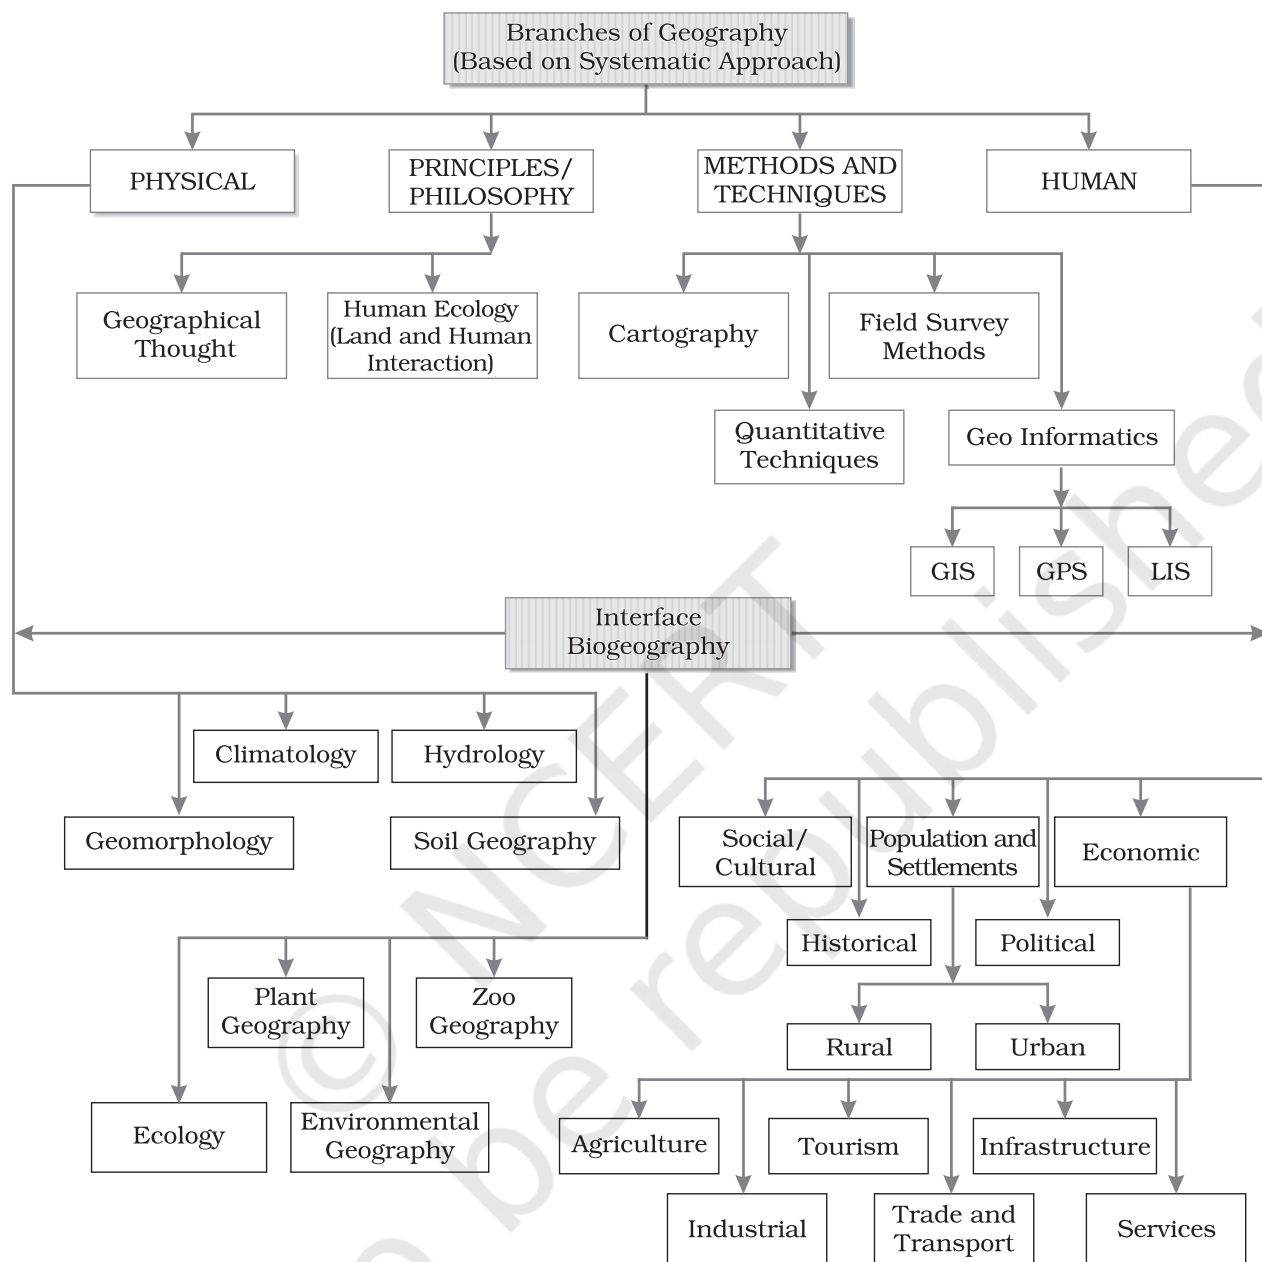 Branches of Geography
(Based on Systematic Approach)
PHYSICAL
PRINCIPLES/
PHILOSOPHY
METHODS AND
TECHNIQUES
HUMAN
Geographical
Thought
Human Ecology
(Land and Human
Interaction)
Cartography
Field Survey
Methods
Quantitative
Techniques
Geo Informatics
GIS
GPS
LIS
Interface
Biogeography
Climatology
Hydrology
Geomorphology
Soil Geography
Social/
Cultural
Population and
Settlements
Economic
Historical
Political
Plant
Geography
Zoo
Geography
Rural
Urban
Ecology
Environmental
Geography
Agriculture
Tourism
Infrastructure
Industrial
Trade and
Transport
Services
© NCERT
be republished